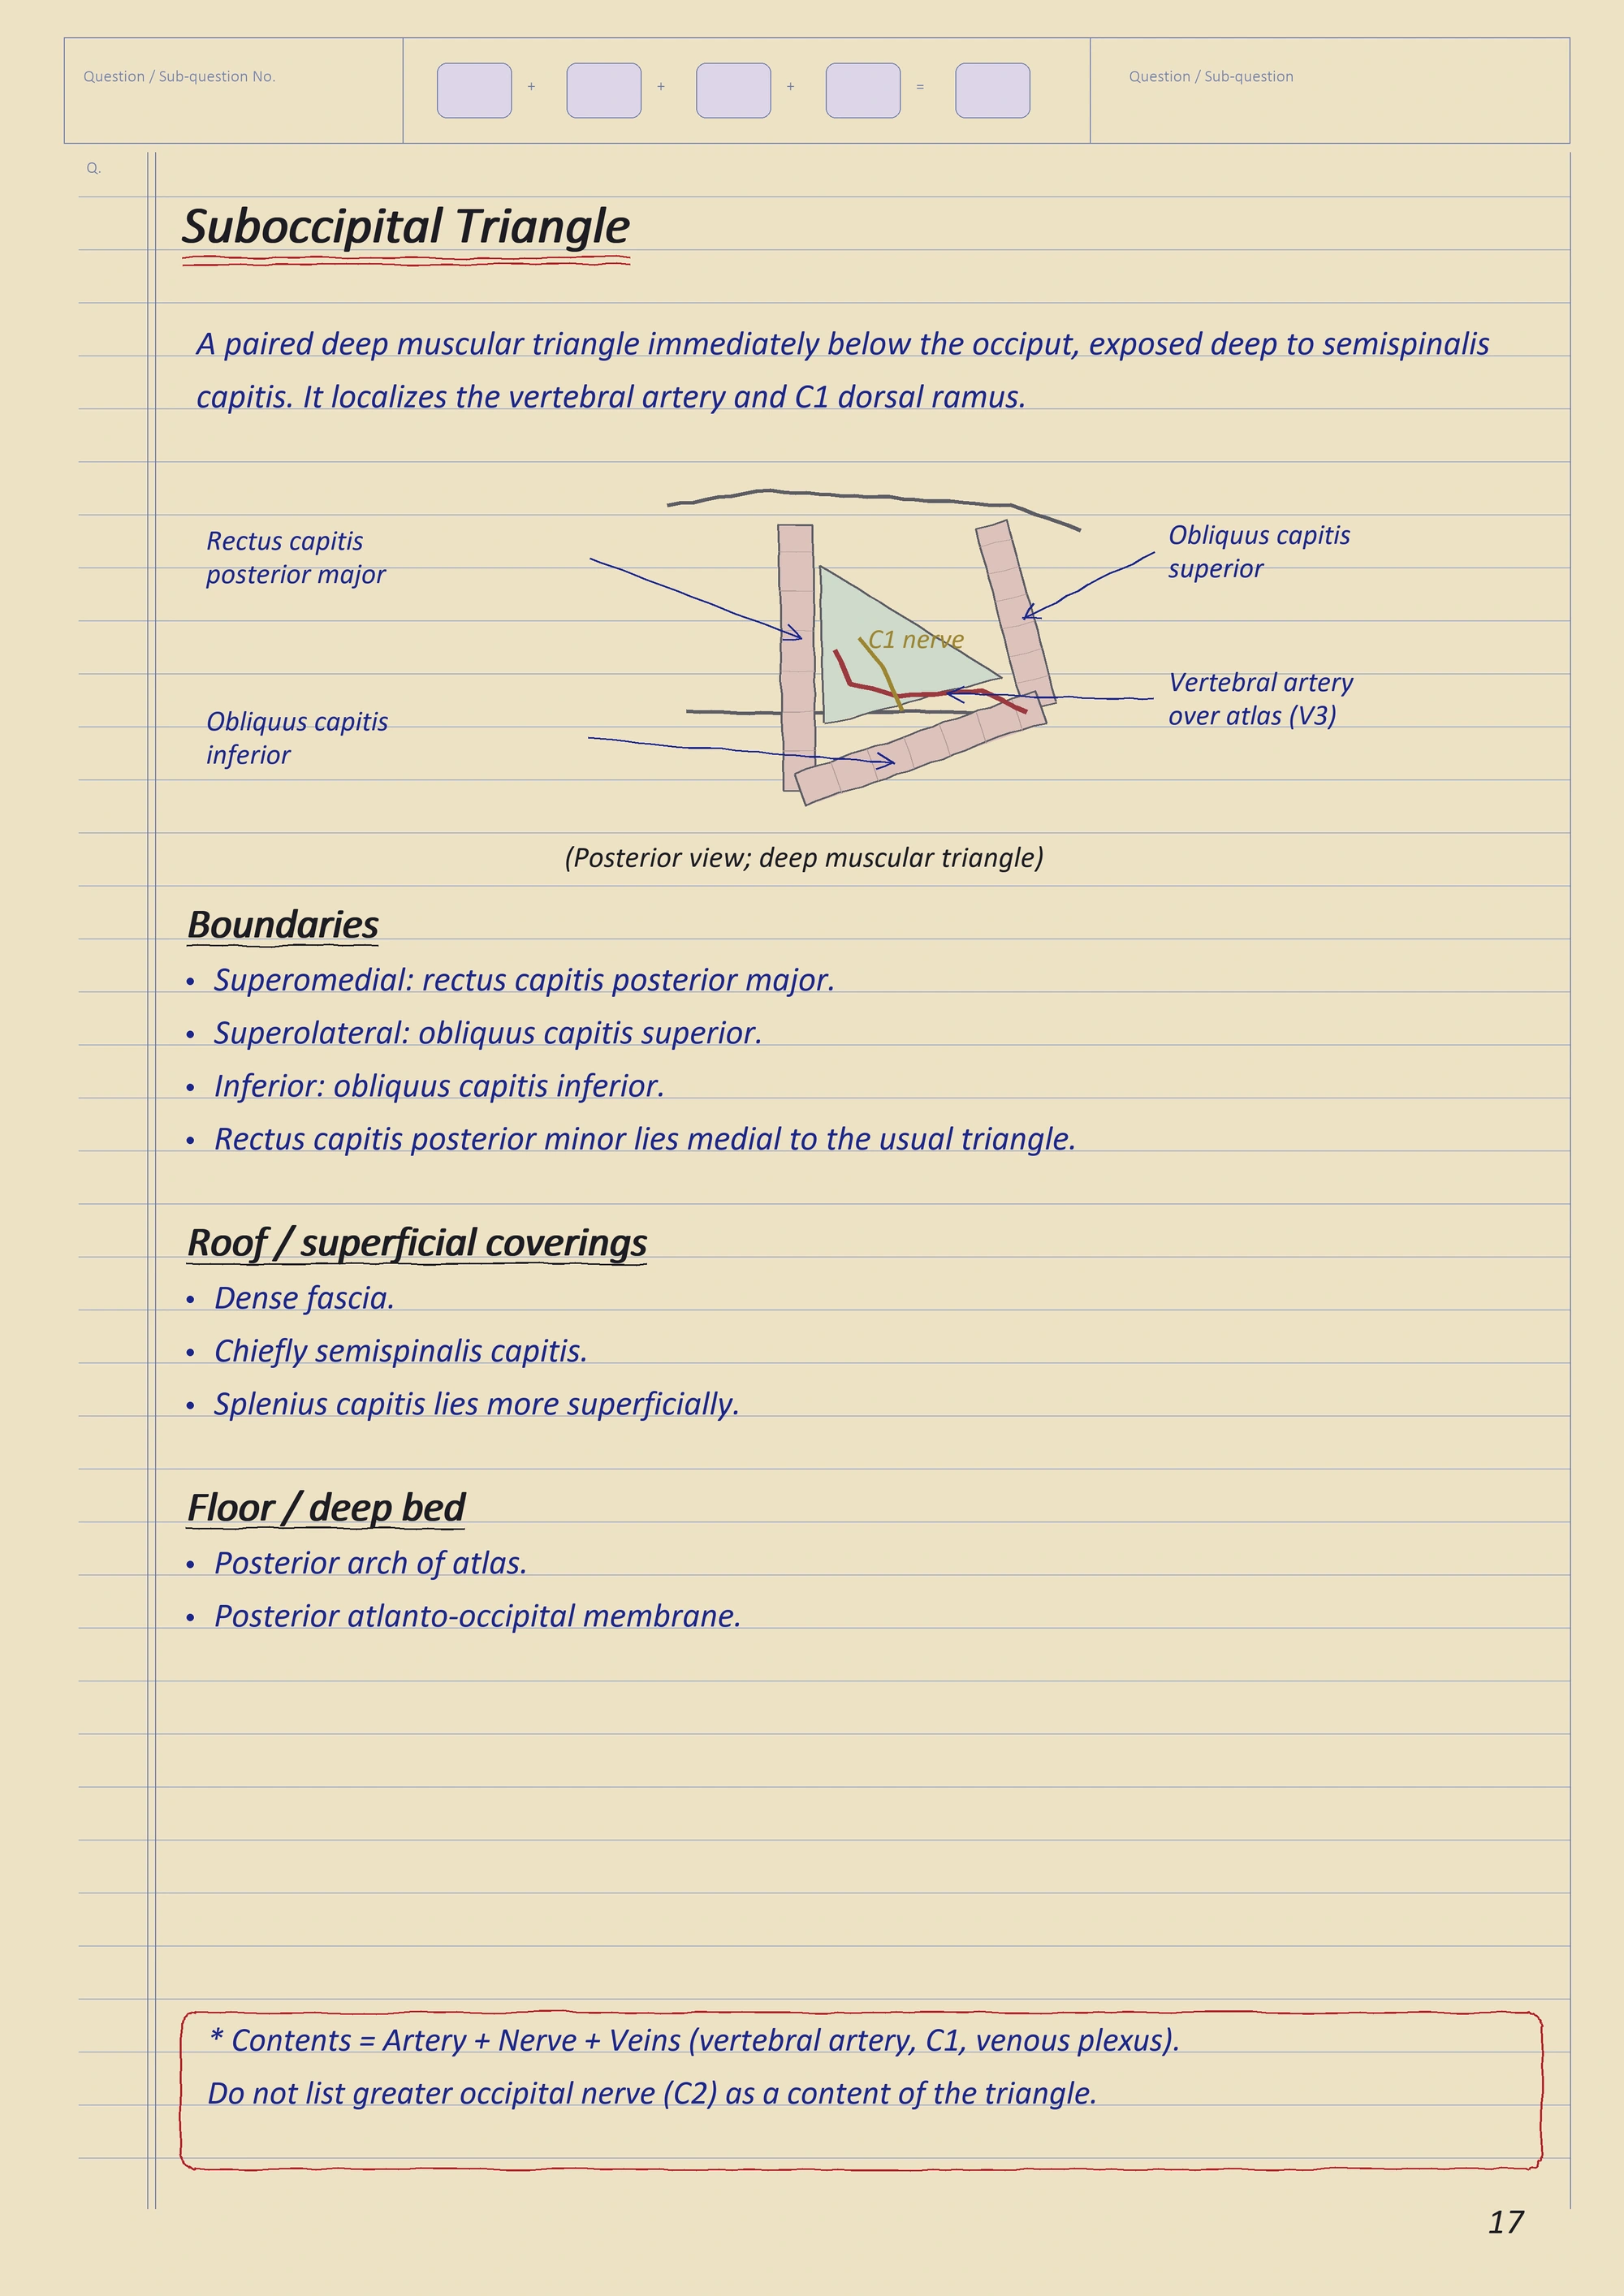 Question / Sub-question No.
+ + + =
Question / Sub-question
Q.
Suboccipital Triangle
A paired deep muscular triangle immediately below the occiput, exposed deep to semispinalis
capitis. It localizes the vertebral artery and C1 dorsal ramus.
Rectus capitis
posterior major
Obliquus capitis
superior
C1 nerve
Vertebral artery
over atlas (V3)
Obliquus capitis
inferior
(Posterior view; deep muscular triangle)
Boundaries
• Superomedial: rectus capitis posterior major.
• Superolateral: obliquus capitis superior.
• Inferior: obliquus capitis inferior.
• Rectus capitis posterior minor lies medial to the usual triangle.
Roof / superficial coverings
• Dense fascia.
• Chiefly semispinalis capitis.
• Splenius capitis lies more superficially.
Floor / deep bed
• Posterior arch of atlas.
• Posterior atlanto-occipital membrane.
* Contents = Artery + Nerve + Veins (vertebral artery, C1, venous plexus).
Do not list greater occipital nerve (C2) as a content of the triangle.
17